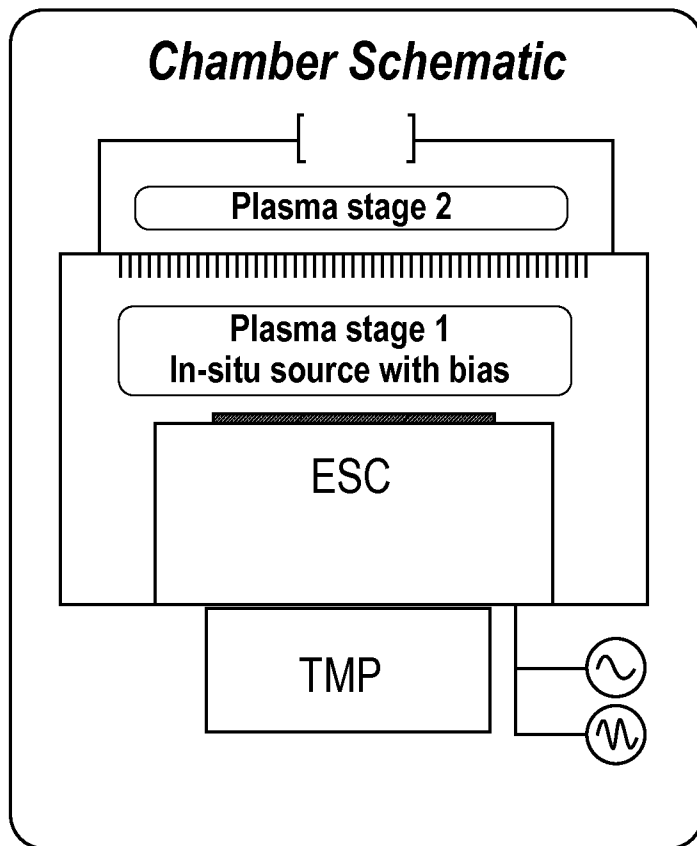 Chamber Schematic
Plasma stage 2
Plasma stage 1
In-situ source with bias
ESC
TMP